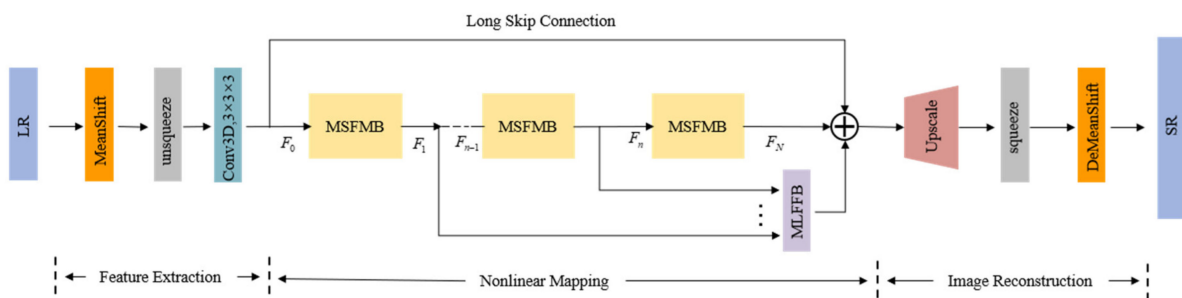 Long Skip Connection
LR
MeanShift
unsqueeze
Conv3D,3×3×3
F0
MSFMB
F1
Fn−1
MSFMB
Fn
MSFMB
FN
MLFFB
Upscale
squeeze
DeMeanShift
SR
Feature Extraction
Nonlinear Mapping
Image Reconstruction